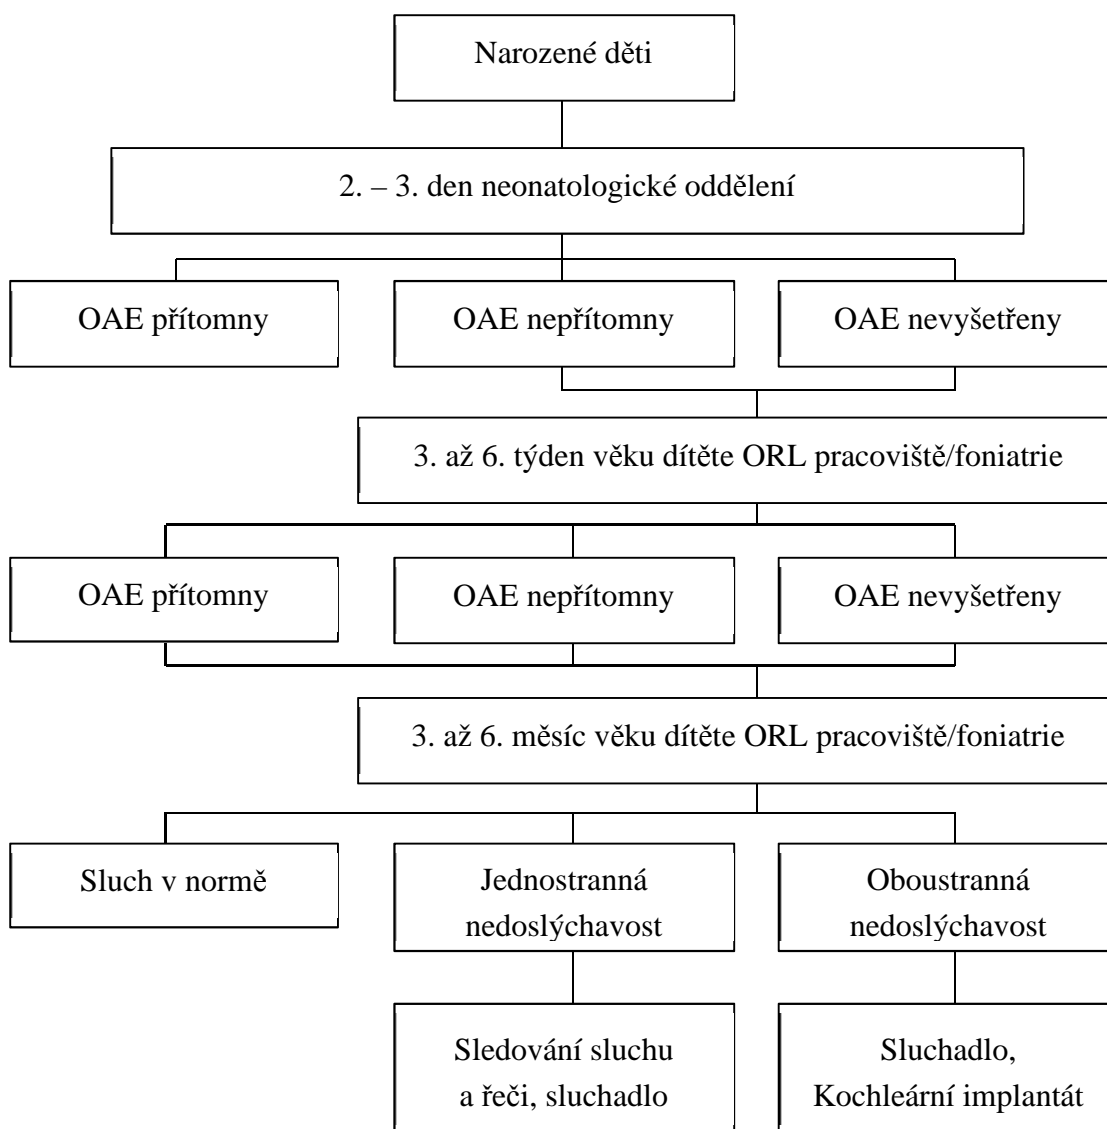 Narozené děti
2. – 3. den neonatologické oddělení
OAE přítomny
OAE nepřítomny
OAE nevyšetřeny
3. až 6. týden věku dítěte ORL pracoviště/foniatrie
OAE přítomny
OAE nepřítomny
OAE nevyšetřeny
3. až 6. měsíc věku dítěte ORL pracoviště/foniatrie
Sluch v normě
Jednostranná
nedoslýchavost
Oboustranná
nedoslýchavost
Sledování sluchu
a řeči, sluchadlo
Sluchadlo,
Kochleární implantát